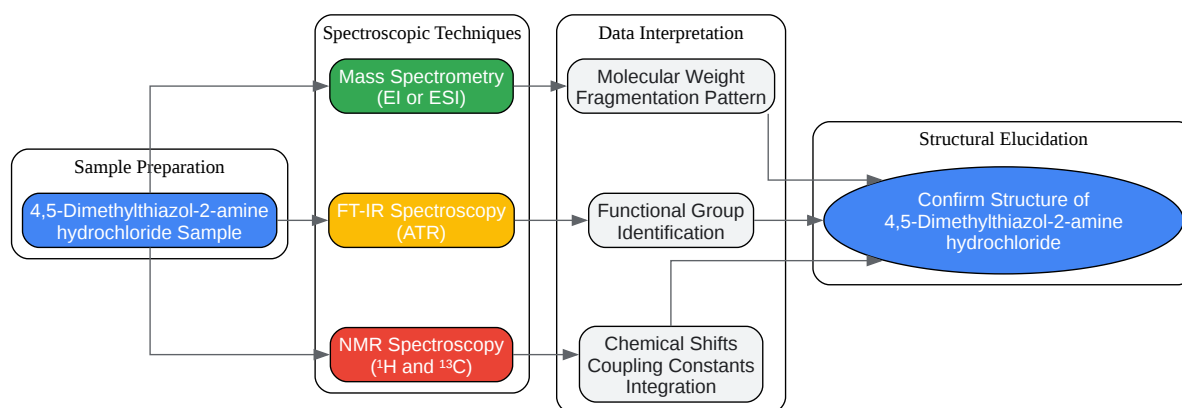 Sample Preparation
4,5-Dimethylthiazol-2-amine
hydrochloride Sample
Spectroscopic Techniques
Mass Spectrometry
(EI or ESI)
FT-IR Spectroscopy
(ATR)
NMR Spectroscopy
(¹H and ¹³C)
Data Interpretation
Molecular Weight
Fragmentation Pattern
Functional Group
Identification
Chemical Shifts
Coupling Constants
Integration
Structural Elucidation
Confirm Structure of
4,5-Dimethylthiazol-2-amine
hydrochloride